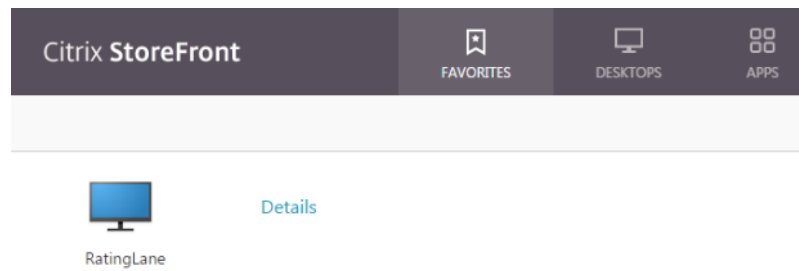 Citrix StoreFront
FAVORITES
DESKTOPS
APPS
Details
RatingLane